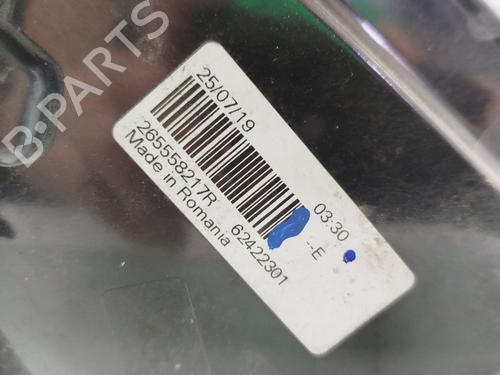 B-PARTS
25/07/19
03:30
265558217R
62422301
--E
Made in Romania